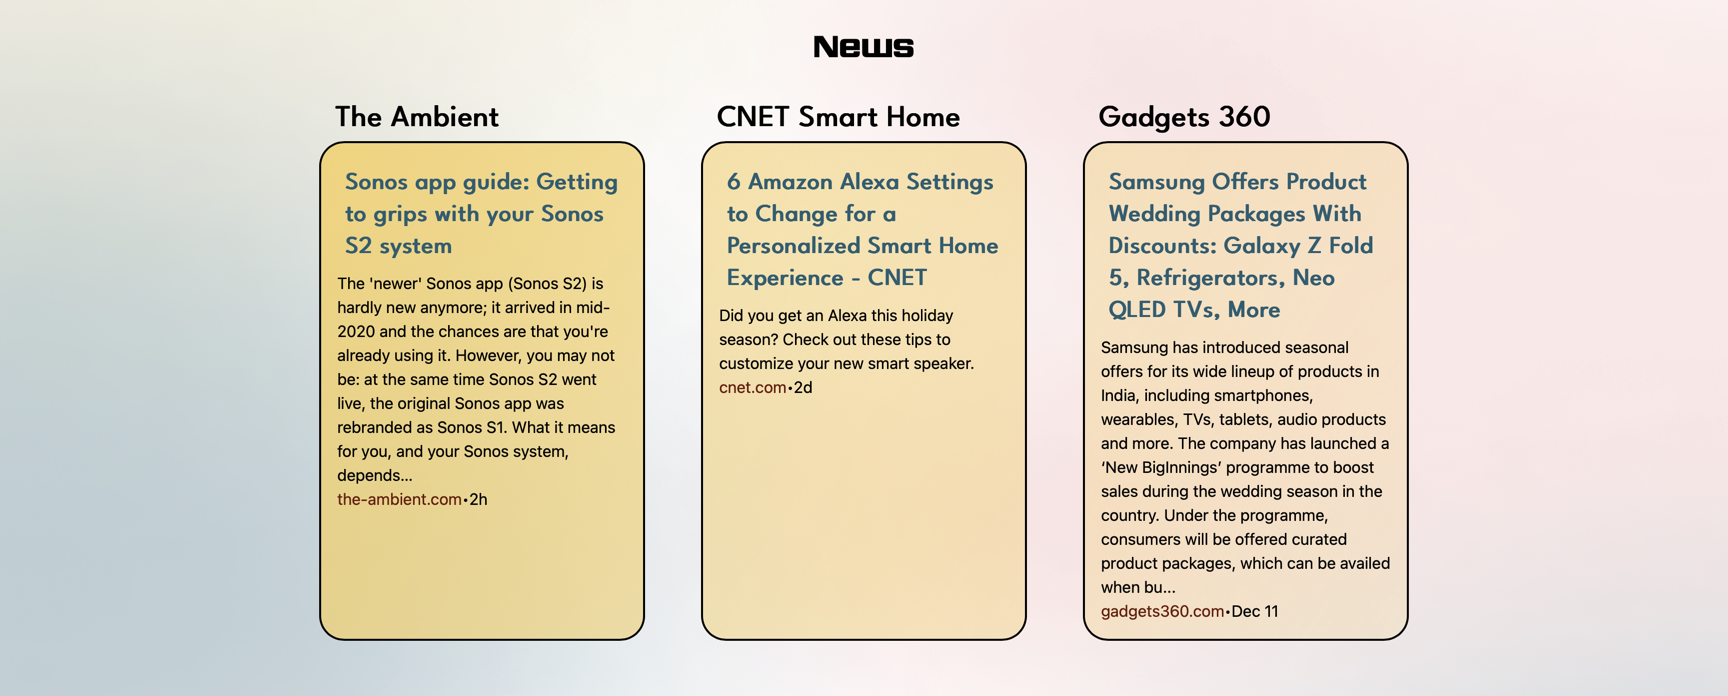 News
The Ambient
Sonos app guide: Getting
to grips with your Sonos
S2 system
The 'newer' Sonos app (Sonos S2) is
hardly new anymore; it arrived in mid-
2020 and the chances are that you're
already using it. However, you may not
be: at the same time Sonos S2 went
live, the original Sonos app was
rebranded as Sonos S1. What it means
for you, and your Sonos system,
depends...
the-ambient.com•2h
CNET Smart Home
6 Amazon Alexa Settings
to Change for a
Personalized Smart Home
Experience - CNET
Did you get an Alexa this holiday
season? Check out these tips to
customize your new smart speaker.
cnet.com•2d
Gadgets 360
Samsung Offers Product
Wedding Packages With
Discounts: Galaxy Z Fold
5, Refrigerators, Neo
QLED TVs, More
Samsung has introduced seasonal
offers for its wide lineup of products in
India, including smartphones,
wearables, TVs, tablets, audio products
and more. The company has launched a
‘New BigInnings’ programme to boost
sales during the wedding season in the
country. Under the programme,
consumers will be offered curated
product packages, which can be availed
when bu...
gadgets360.com•Dec 11